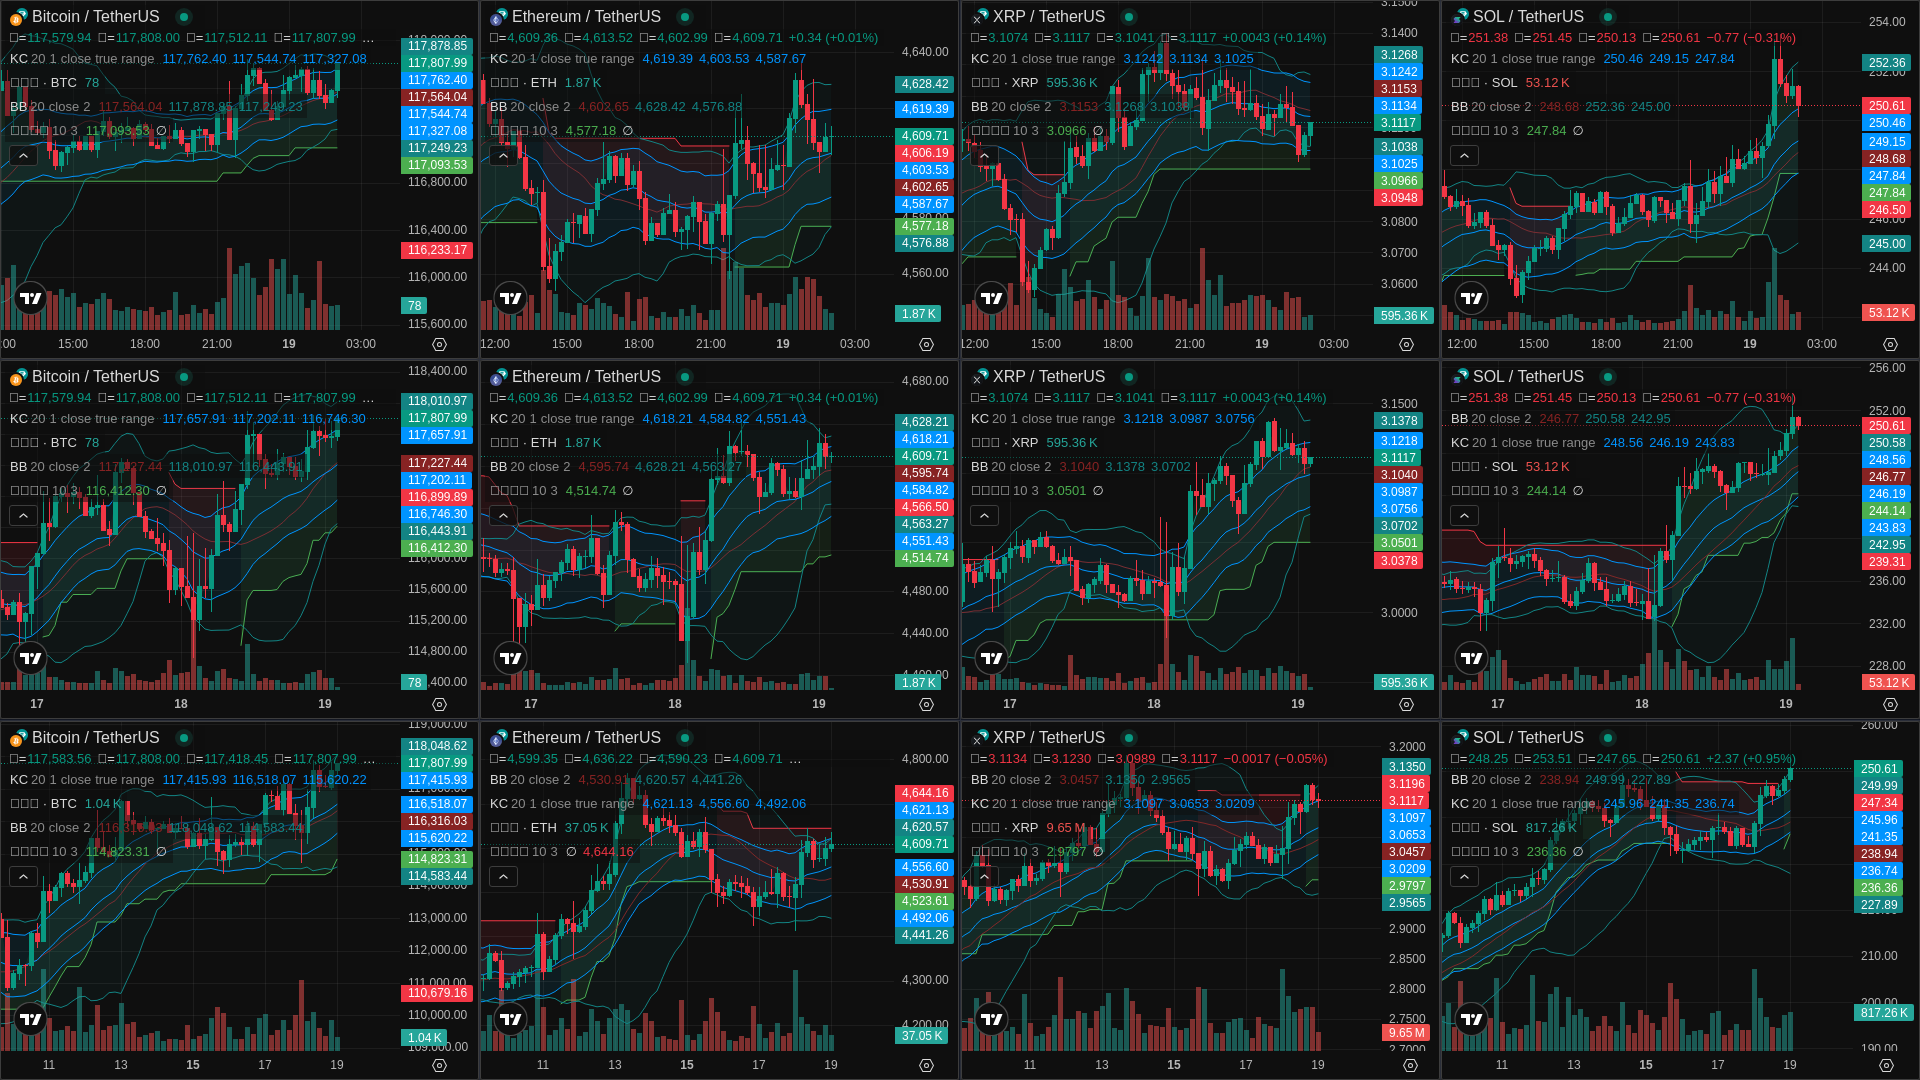 Bitcoin / TetherUS
=117,579.94 =117,808.00 =117,512.11 =117,807.99 ...
KC 20 1 close true range 117,762.40 117,544.74 117,327.08
· BTC 78
BB 20 close 2 117,564.04 117,878.85 117,249.23
10 3 117,093.53 ∅
117,878.85
117,807.99
117,762.40
117,564.04
117,544.74
117,327.08
117,249.23
117,093.53
116,800.00
116,400.00
116,233.17
116,000.00
78
115,600.00
15:00 18:00 21:00 19 03:00
Ethereum / TetherUS
=4,609.36 =4,613.52 =4,602.99 =4,609.71 +0.34 (+0.01%)
KC 20 1 close true range 4,619.39 4,603.53 4,587.67
· ETH 1.87 K
BB 20 close 2 4,602.65 4,628.42 4,576.88
10 3 4,577.18 ∅
4,640.00
4,628.42
4,619.39
4,609.71
4,606.19
4,603.53
4,602.65
4,587.67
4,577.18
4,576.88
4,560.00
1.87 K
12:00 15:00 18:00 21:00 19 03:00
XRP / TetherUS
=3.1074 =3.1117 =3.1041 =3.1117 +0.0043 (+0.14%)
KC 20 1 close true range 3.1242 3.1134 3.1025
· XRP 595.36 K
BB 20 close 2 3.1153 3.1268 3.1038
10 3 3.0966 ∅
3.1500
3.1400
3.1268
3.1242
3.1153
3.1134
3.1117
3.1038
3.1025
3.0966
3.0948
3.0800
3.0700
3.0600
595.36 K
12:00 15:00 18:00 21:00 19 03:00
SOL / TetherUS
=251.38 =251.45 =250.13 =250.61 −0.77 (−0.31%)
KC 20 1 close true range 250.46 249.15 247.84
· SOL 53.12 K
BB 20 close 2 248.68 252.36 245.00
10 3 247.84 ∅
254.00
252.36
252.00
250.61
250.46
249.15
248.68
247.84
247.84
246.50
246.00
245.00
244.00
53.12 K
12:00 15:00 18:00 21:00 19 03:00
Bitcoin / TetherUS
=117,579.94 =117,808.00 =117,512.11 =117,807.99 ...
KC 20 1 close true range 117,657.91 117,202.11 116,746.30
· BTC 78
BB 20 close 2 117,227.44 118,010.97 116,443.91
10 3 116,412.30 ∅
118,400.00
118,010.97
117,807.99
117,657.91
117,227.44
117,202.11
116,899.89
116,746.30
116,443.91
116,412.30
116,000.00
115,600.00
115,200.00
114,800.00
78
17 18 19
Ethereum / TetherUS
=4,609.36 =4,613.52 =4,602.99 =4,609.71 +0.34 (+0.01%)
KC 20 1 close true range 4,618.21 4,584.82 4,551.43
· ETH 1.87 K
BB 20 close 2 4,595.74 4,628.21 4,563.27
10 3 4,514.74 ∅
4,680.00
4,628.21
4,618.21
4,609.71
4,595.74
4,584.82
4,566.50
4,563.27
4,551.43
4,514.74
4,480.00
4,440.00
1.87 K
17 18 19
XRP / TetherUS
=3.1074 =3.1117 =3.1041 =3.1117 +0.0043 (+0.14%)
KC 20 1 close true range 3.1218 3.0987 3.0756
· XRP 595.36 K
BB 20 close 2 3.1040 3.1378 3.0702
10 3 3.0501 ∅
3.1500
3.1378
3.1218
3.1117
3.1040
3.0987
3.0756
3.0702
3.0501
3.0378
3.0000
595.36 K
17 18 19
SOL / TetherUS
=251.38 =251.45 =250.13 =250.61 −0.77 (−0.31%)
BB 20 close 2 246.77 250.58 242.95
KC 20 1 close true range 248.56 246.19 243.83
· SOL 53.12 K
10 3 244.14 ∅
256.00
252.00
250.61
250.58
248.56
246.77
246.19
244.14
243.83
242.95
239.31
236.00
232.00
228.00
53.12 K
17 18 19
Bitcoin / TetherUS
=117,583.56 =118,007.14 =117,418.45 =117,807.99 ...
KC 20 1 close true range 117,415.93 116,518.07 115,620.22
· BTC 1.04 K
BB 20 close 2 116,316.03 118,048.62 114,583.44
10 3 114,823.31 ∅
119,000.00
118,048.62
117,807.99
117,415.93
116,518.07
116,316.03
115,620.22
114,823.31
114,583.44
114,000.00
113,000.00
112,000.00
111,000.00
110,679.16
110,000.00
1.04 K
109,000.00
11 13 15 17 19
Ethereum / TetherUS
=4,599.35 =4,636.22 =4,590.23 =4,609.71 ...
BB 20 close 2 4,530.91 4,620.57 4,441.26
KC 20 1 close true range 4,621.13 4,556.60 4,492.06
· ETH 37.05 K
10 3 ∅ 4,644.16
4,800.00
4,644.16
4,621.13
4,620.57
4,609.71
4,556.60
4,530.91
4,523.61
4,492.06
4,441.26
4,300.00
4,200.00
37.05 K
11 13 15 17 19
XRP / TetherUS
=3.1134 =3.1230 =3.0989 =3.1117 −0.0017 (−0.05%)
BB 20 close 2 3.0457 3.1350 2.9565
KC 20 1 close true range 3.1097 3.0653 3.0209
· XRP 9.65 M
10 3 2.9797 ∅
3.2000
3.1350
3.1196
3.1117
3.1097
3.0653
3.0457
3.0209
2.9797
2.9565
2.9000
2.8500
2.8000
2.7500
9.65 M
2.7000
11 13 15 17 19
SOL / TetherUS
=248.25 =253.51 =247.65 =250.61 +2.37 (+0.95%)
BB 20 close 2 238.94 249.99 227.89
KC 20 1 close true range 245.96 241.35 236.74
· SOL 817.26 K
10 3 236.36 ∅
260.00
250.61
249.99
247.34
245.96
241.35
238.94
236.74
236.36
227.89
210.00
200.00
817.26 K
190.00
11 13 15 17 19